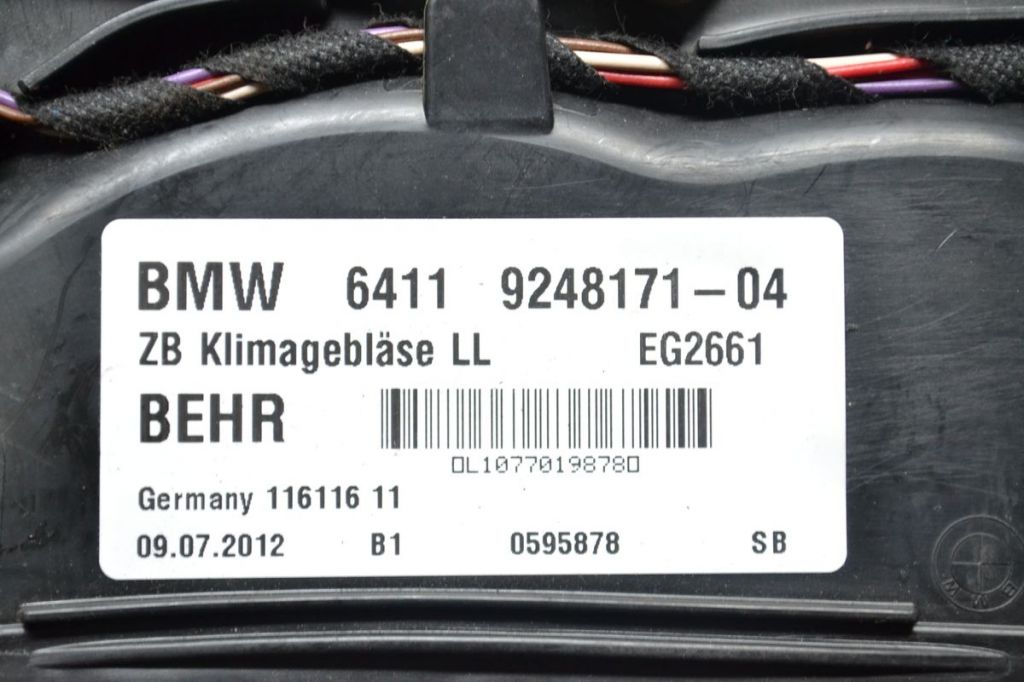 BMW 6411 9248171-04
ZB Klimagebläse LL EG2661
BEHR
0L10770198780
Germany 116116 11
09.07.2012 B1 0595878 SB
BMW